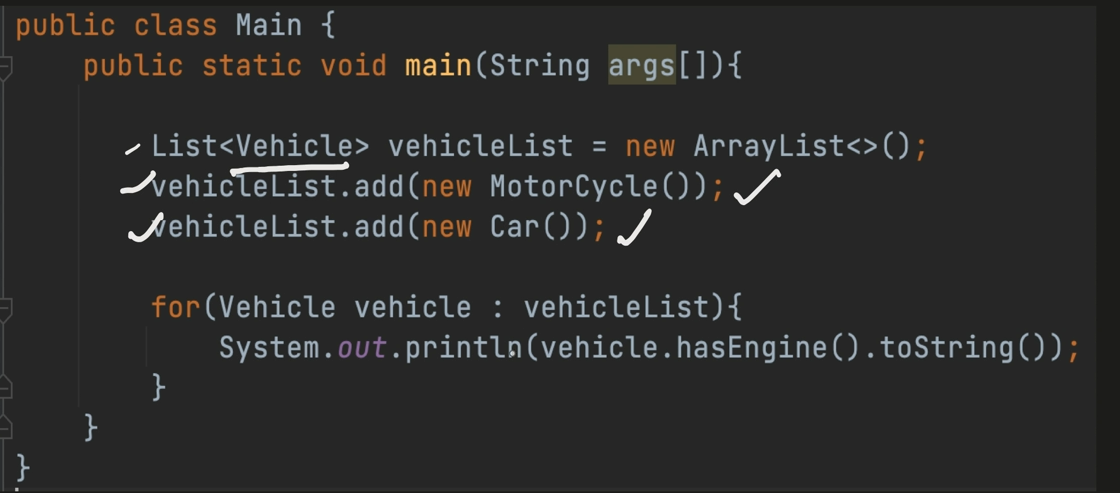 public class Main {
public static void main(String args[]){
List<Vehicle> vehicleList = new ArrayList<>();
vehicleList.add(new MotorCycle());
vehicleList.add(new Car());
for(Vehicle vehicle : vehicleList){
System.out.println(vehicle.hasEngine().toString());
}
}
}